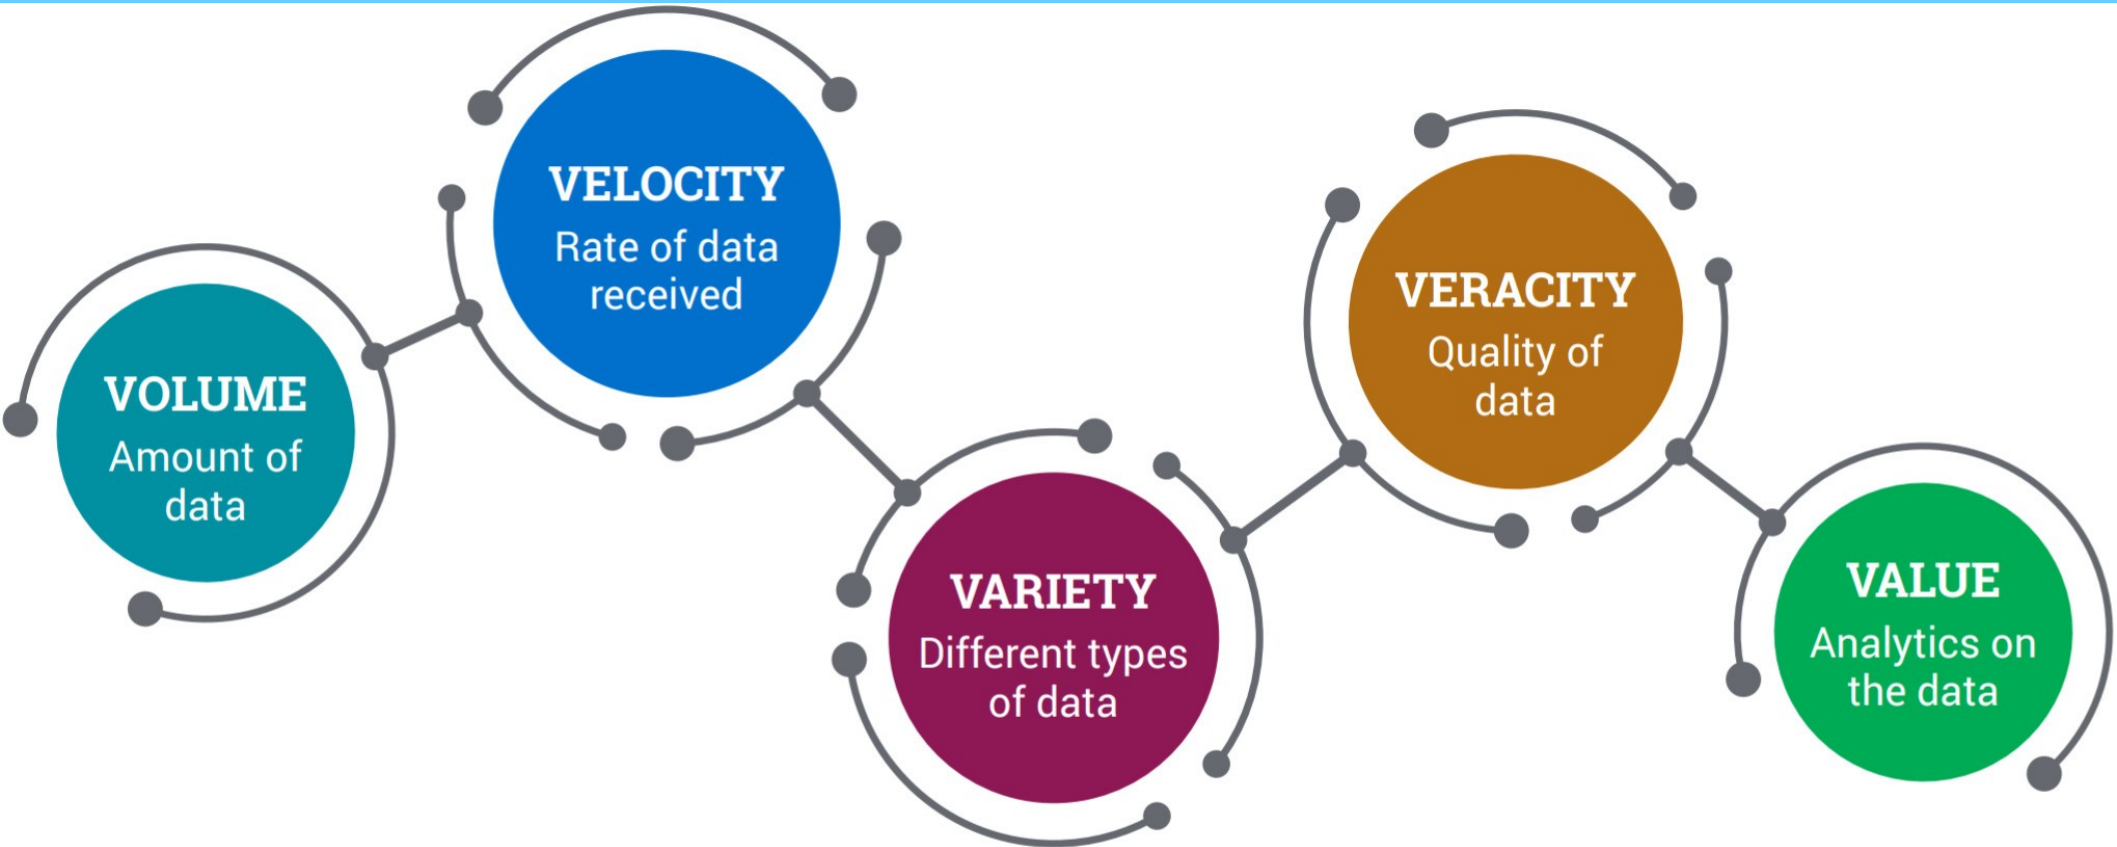 VOLUME
Amount of
data
VELOCITY
Rate of data
received
VARIETY
Different types
of data
VERACITY
Quality of
data
VALUE
Analytics on
the data